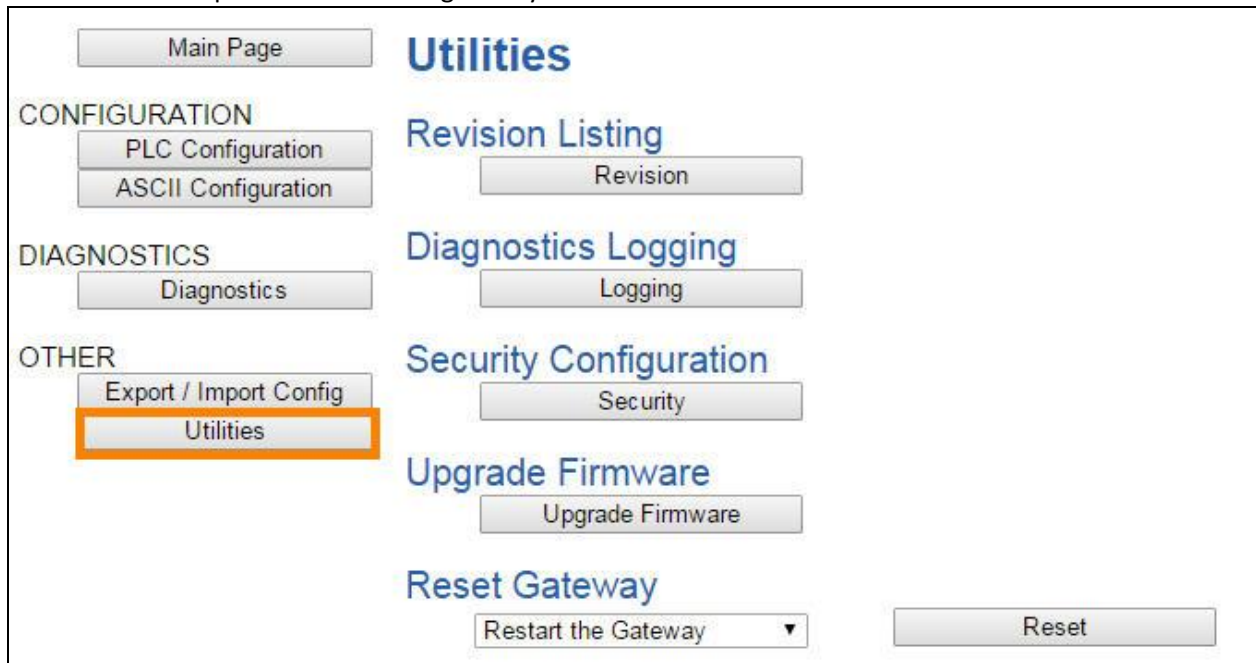 Main Page
CONFIGURATION
PLC Configuration
ASCII Configuration
DIAGNOSTICS
Diagnostics
OTHER
Export / Import Config
Utilities
Utilities
Revision Listing
Revision
Diagnostics Logging
Logging
Security Configuration
Security
Upgrade Firmware
Upgrade Firmware
Reset Gateway
Restart the Gateway
Reset